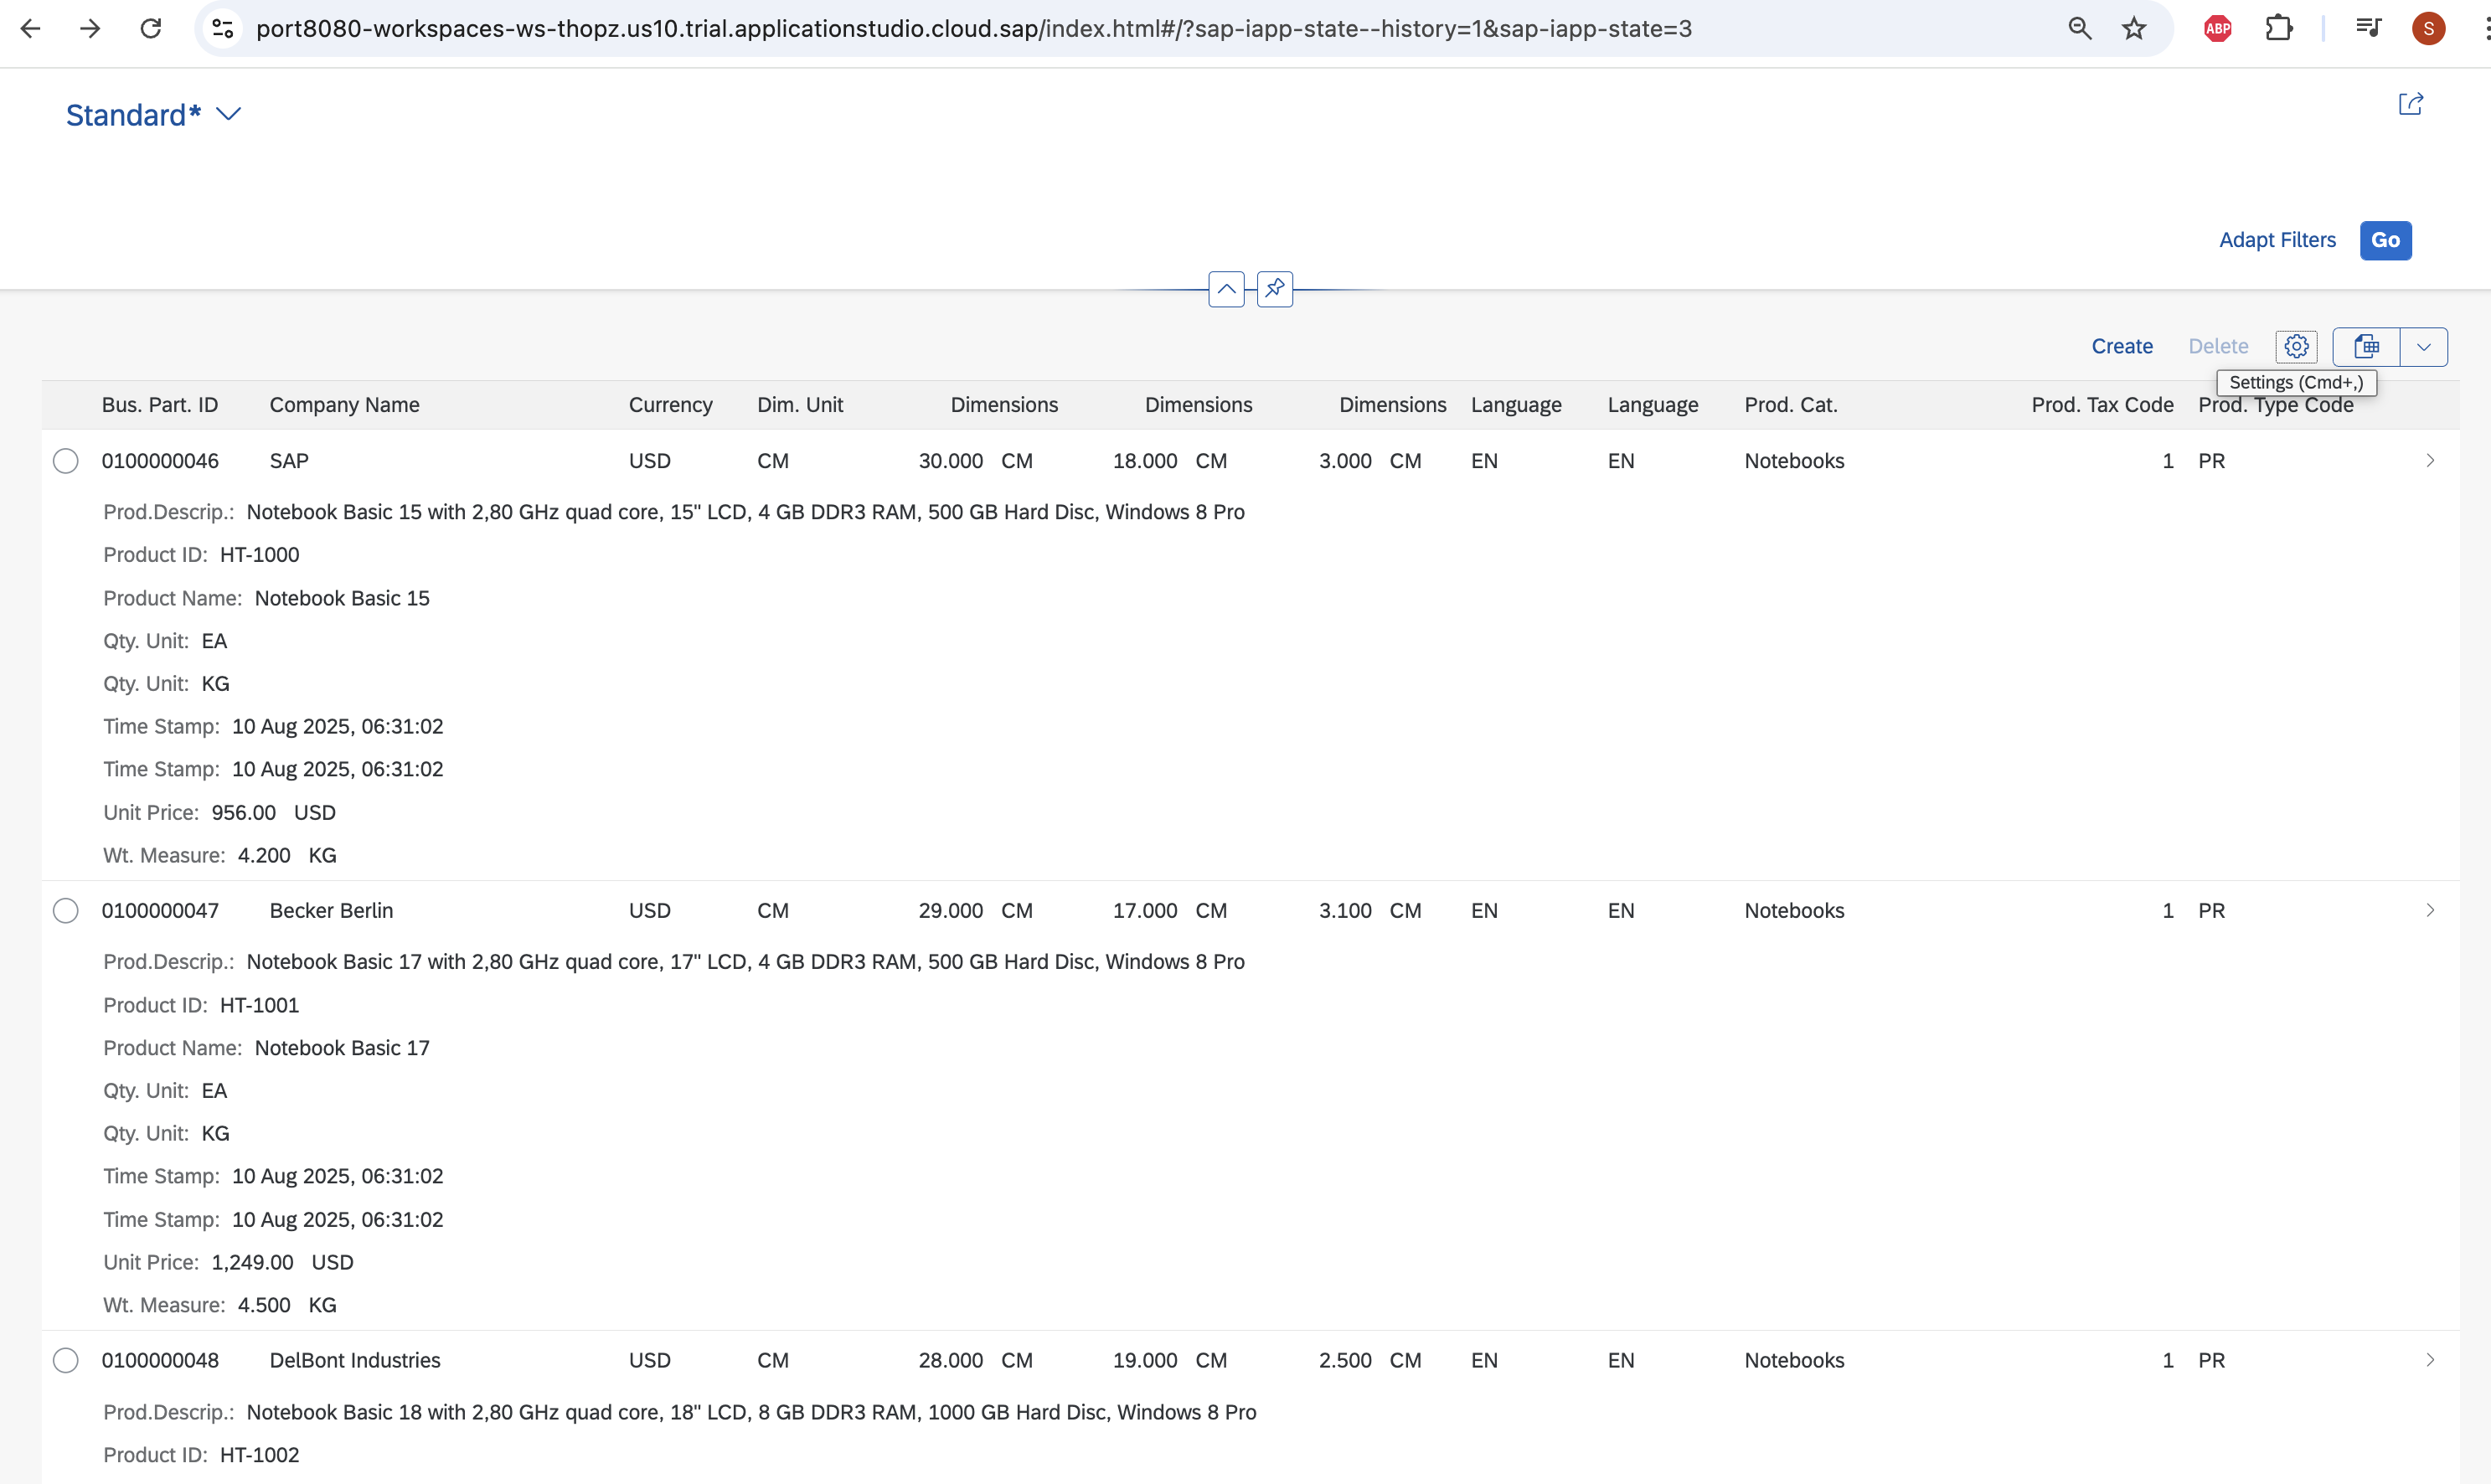 port8080-workspaces-ws-thopz.us10.trial.applicationstudio.cloud.sap/index.html#/?sap-iapp-state--history=1&sap-iapp-state=3
ABP
S
Standard*
Adapt Filters Go
Create Delete
Settings (Cmd+,)
Bus. Part. ID Company Name Currency Dim. Unit Dimensions Dimensions Dimensions Language Language Prod. Cat. Prod. Tax Code Prod. Type Code
0100000046 SAP USD CM 30.000 CM 18.000 CM 3.000 CM EN EN Notebooks 1 PR
Prod.Descrip.: Notebook Basic 15 with 2,80 GHz quad core, 15" LCD, 4 GB DDR3 RAM, 500 GB Hard Disc, Windows 8 Pro
Product ID: HT-1000
Product Name: Notebook Basic 15
Qty. Unit: EA
Qty. Unit: KG
Time Stamp: 10 Aug 2025, 06:31:02
Time Stamp: 10 Aug 2025, 06:31:02
Unit Price: 956.00 USD
Wt. Measure: 4.200 KG
0100000047 Becker Berlin USD CM 29.000 CM 17.000 CM 3.100 CM EN EN Notebooks 1 PR
Prod.Descrip.: Notebook Basic 17 with 2,80 GHz quad core, 17" LCD, 4 GB DDR3 RAM, 500 GB Hard Disc, Windows 8 Pro
Product ID: HT-1001
Product Name: Notebook Basic 17
Qty. Unit: EA
Qty. Unit: KG
Time Stamp: 10 Aug 2025, 06:31:02
Time Stamp: 10 Aug 2025, 06:31:02
Unit Price: 1,249.00 USD
Wt. Measure: 4.500 KG
0100000048 DelBont Industries USD CM 28.000 CM 19.000 CM 2.500 CM EN EN Notebooks 1 PR
Prod.Descrip.: Notebook Basic 18 with 2,80 GHz quad core, 18" LCD, 8 GB DDR3 RAM, 1000 GB Hard Disc, Windows 8 Pro
Product ID: HT-1002